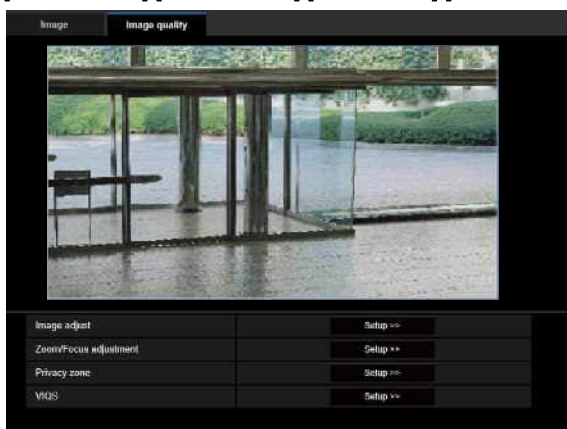 Image
Image quality
Image adjust Setup >>
Zoom/Focus adjustment Setup >>
Privacy zone Setup >>
VIQS Setup >>